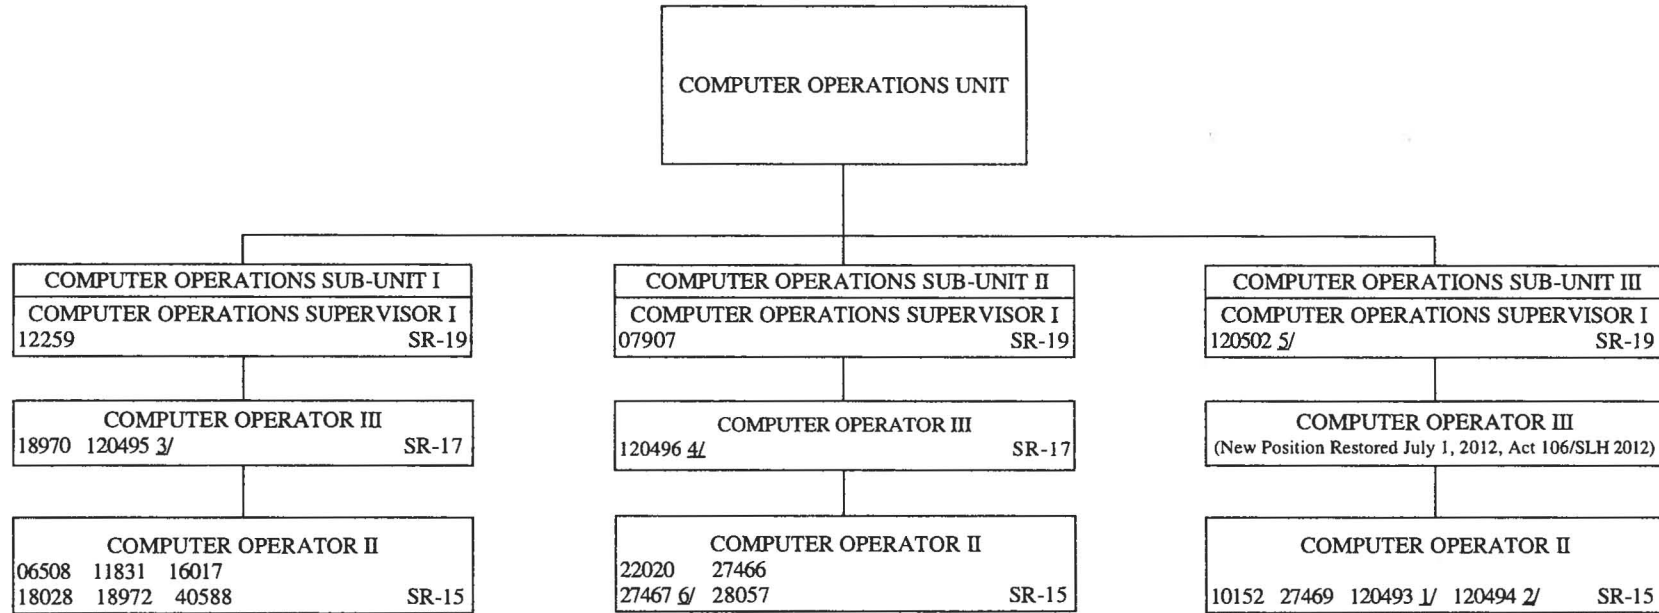 COMPUTER OPERATIONS UNIT
COMPUTER OPERATIONS SUB-UNIT I
COMPUTER OPERATIONS SUPERVISOR I
12259 SR-19
COMPUTER OPERATOR III
18970 120495 3/ SR-17
COMPUTER OPERATOR II
06508 11831 16017
18028 18972 40588 SR-15
COMPUTER OPERATIONS SUB-UNIT II
COMPUTER OPERATIONS SUPERVISOR I
07907 SR-19
COMPUTER OPERATOR III
120496 4/ SR-17
COMPUTER OPERATOR II
22020 27466
27467 6/ 28057 SR-15
COMPUTER OPERATIONS SUB-UNIT III
COMPUTER OPERATIONS SUPERVISOR I
120502 5/ SR-19
COMPUTER OPERATOR III
(New Position Restored July 1, 2012, Act 106/SLH 2012)
COMPUTER OPERATOR II
10152 27469 120493 1/ 120494 2/ SR-15